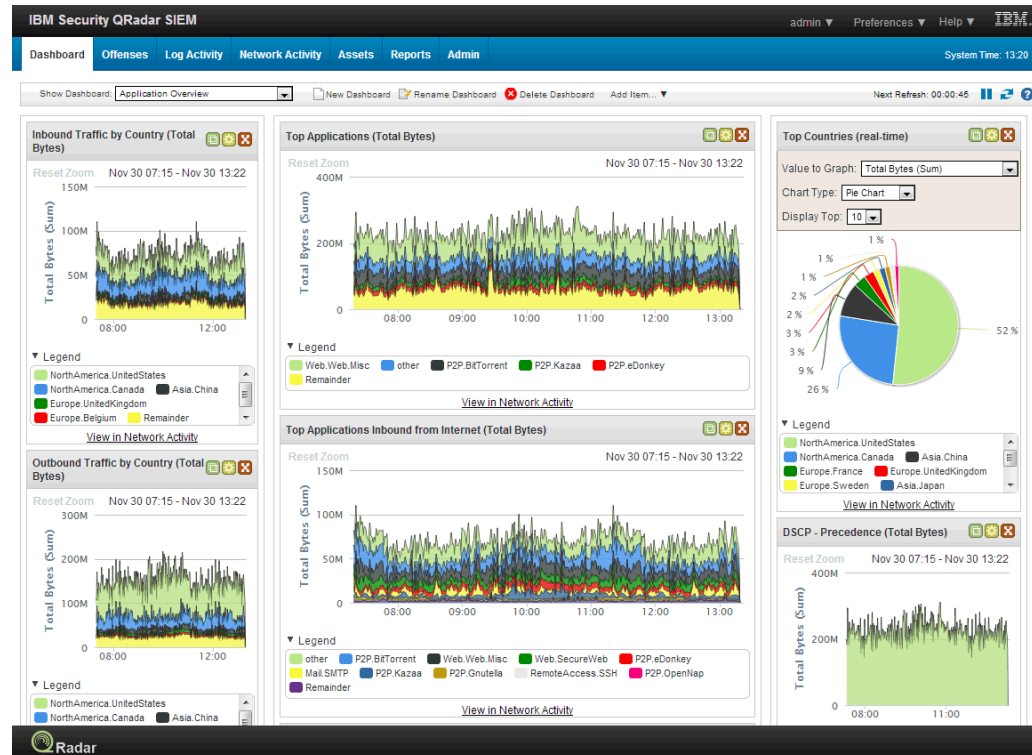 IBM Security QRadar SIEM
admin ▼ Preferences ▼ Help ▼ IBM.
Dashboard Offenses Log Activity Network Activity Assets Reports Admin System Time: 13:20
Show Dashboard: Application Overview New Dashboard Rename Dashboard Delete Dashboard Add Item... ▼ Next Refresh: 00:00:45
Inbound Traffic by Country (Total
Bytes)
Reset Zoom Nov 30 07:15 - Nov 30 13:22
150M
100M
50M
0
Total Bytes (Sum)
08:00 12:00
▼ Legend
NorthAmerica.UnitedStates
NorthAmerica.Canada Asia.China
Europe.UnitedKingdom
Europe.Belgium Remainder
View in Network Activity
Outbound Traffic by Country (Total
Bytes)
Reset Zoom Nov 30 07:15 - Nov 30 13:22
300M
200M
100M
0
Total Bytes (Sum)
08:00 12:00
▼ Legend
NorthAmerica.UnitedStates
NorthAmerica.Canada Asia.China
Top Applications (Total Bytes)
Reset Zoom Nov 30 07:15 - Nov 30 13:22
400M
200M
0
Total Bytes (Sum)
08:00 09:00 10:00 11:00 12:00 13:00
▼ Legend
Web.Web.Misc other P2P.BitTorrent P2P.Kazaa P2P.eDonkey
Remainder
View in Network Activity
Top Applications Inbound from Internet (Total Bytes)
Reset Zoom Nov 30 07:15 - Nov 30 13:22
150M
100M
50M
0
Total Bytes (Sum)
08:00 09:00 10:00 11:00 12:00 13:00
▼ Legend
other P2P.BitTorrent Web.Web.Misc Web.SecureWeb P2P.eDonkey
Mail.SMTP P2P.Kazaa P2P.Gnutella RemoteAccess.SSH P2P.OpenNap
Remainder
View in Network Activity
Top Countries (real-time)
Value to Graph: Total Bytes (Sum)
Chart Type: Pie Chart
Display Top: 10
1 %
1 %
1 %
2 %
2 %
3 %
3 %
9 %
26 %
52 %
▼ Legend
NorthAmerica.UnitedStates
NorthAmerica.Canada Asia.China
Europe.France Europe.UnitedKingdom
Europe.Sweden Asia.Japan
View in Network Activity
DSCP - Precedence (Total Bytes)
Reset Zoom Nov 30 07:15 - Nov 30 13:22
400M
200M
0
Total Bytes (Sum)
08:00 11:00
QRadar